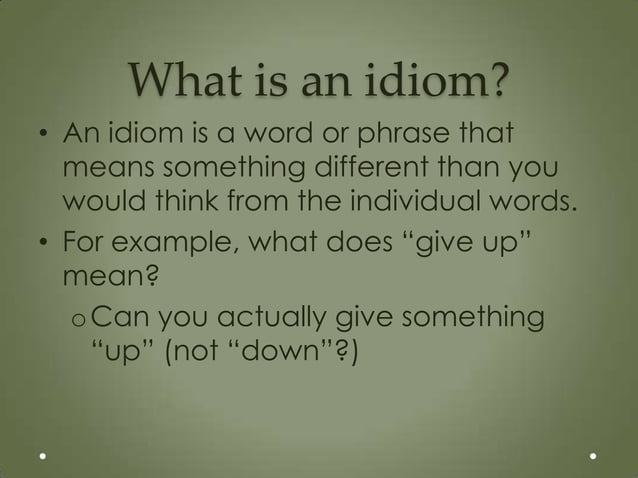 What is an idiom?
• An idiom is a word or phrase that
means something different than you
would think from the individual words.
• For example, what does “give up”
mean?
o Can you actually give something
“up” (not “down”?)